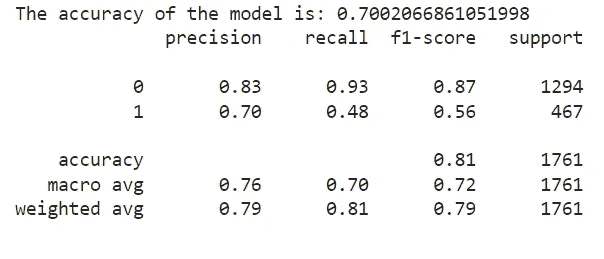 The accuracy of the model is: 0.7002066861051998
precision recall f1-score support
0 0.83 0.93 0.87 1294
1 0.70 0.48 0.56 467
accuracy 0.81 1761
macro avg 0.76 0.70 0.72 1761
weighted avg 0.79 0.81 0.79 1761